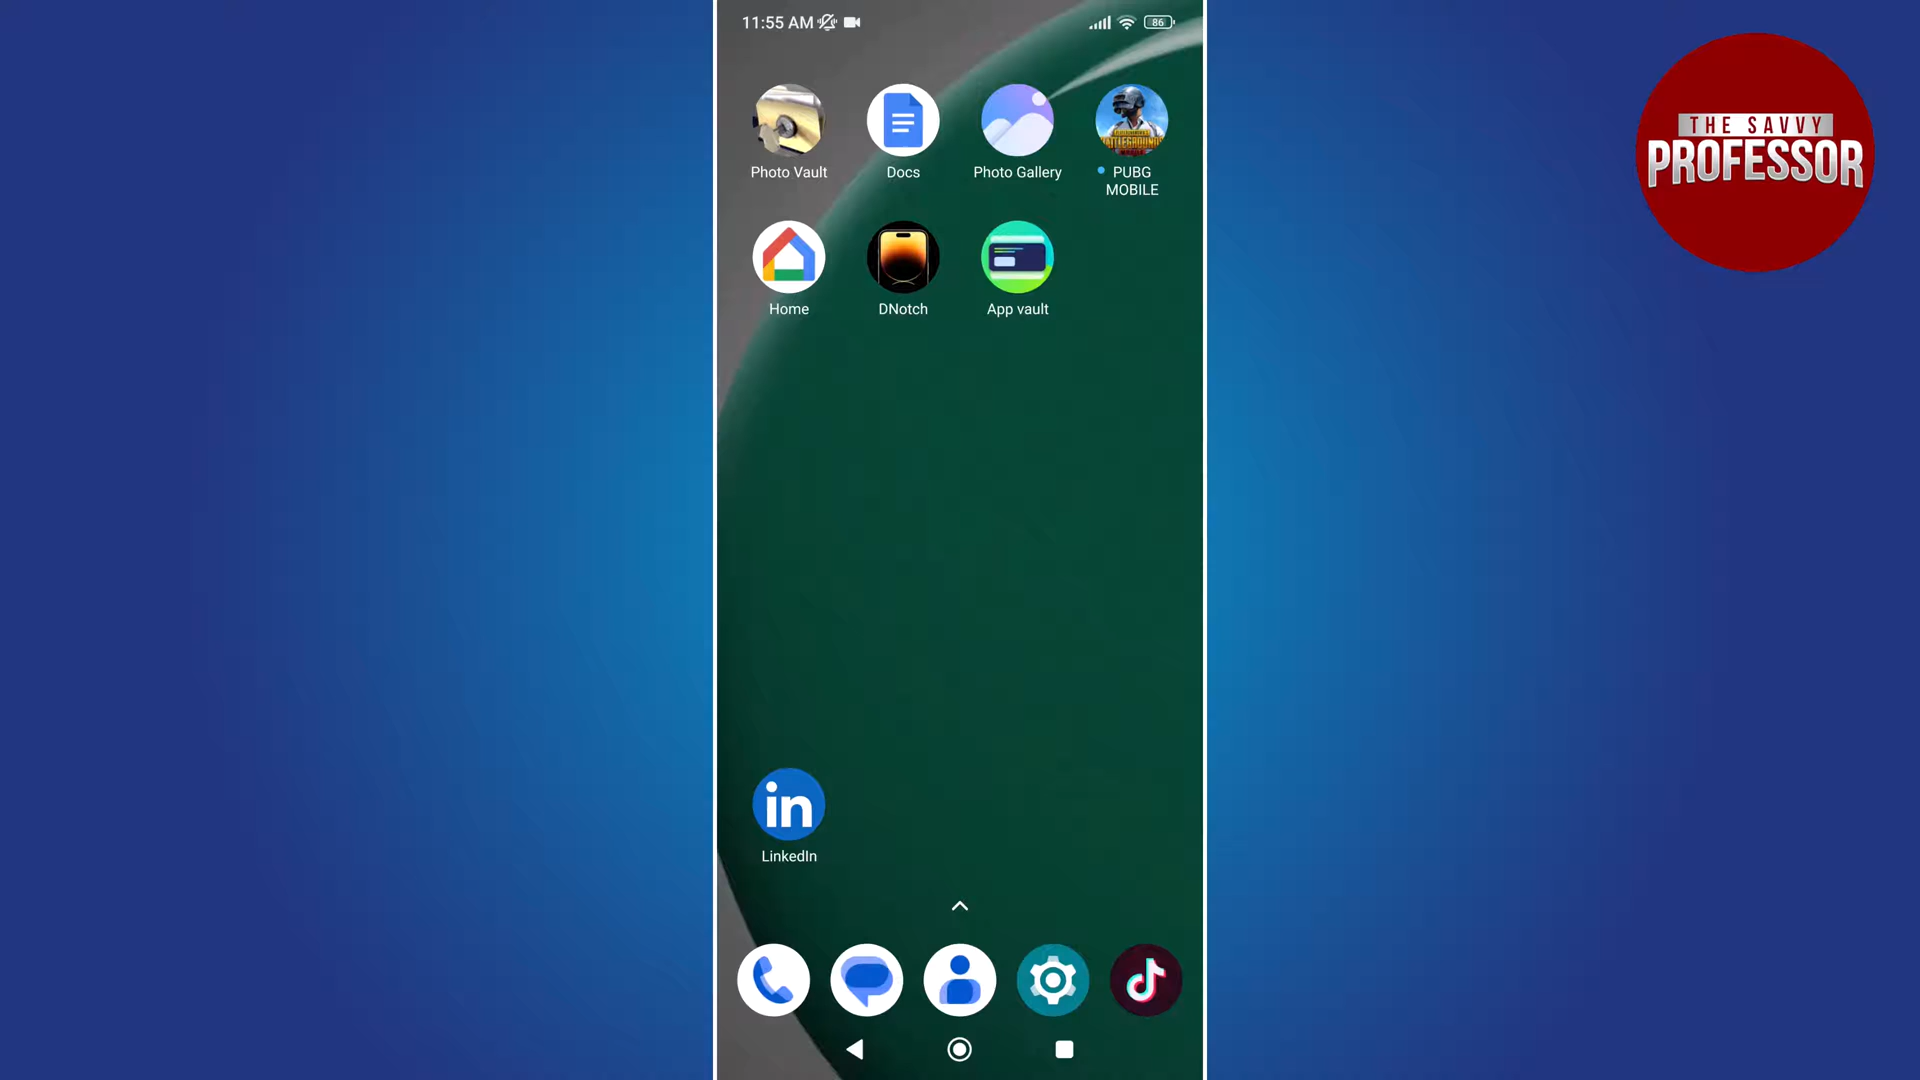 11:55 AM
86
THE SAVVY
PROFESSOR
Photo Vault
Docs
Photo Gallery
PUBG
MOBILE
Home
DNotch
App vault
in
LinkedIn